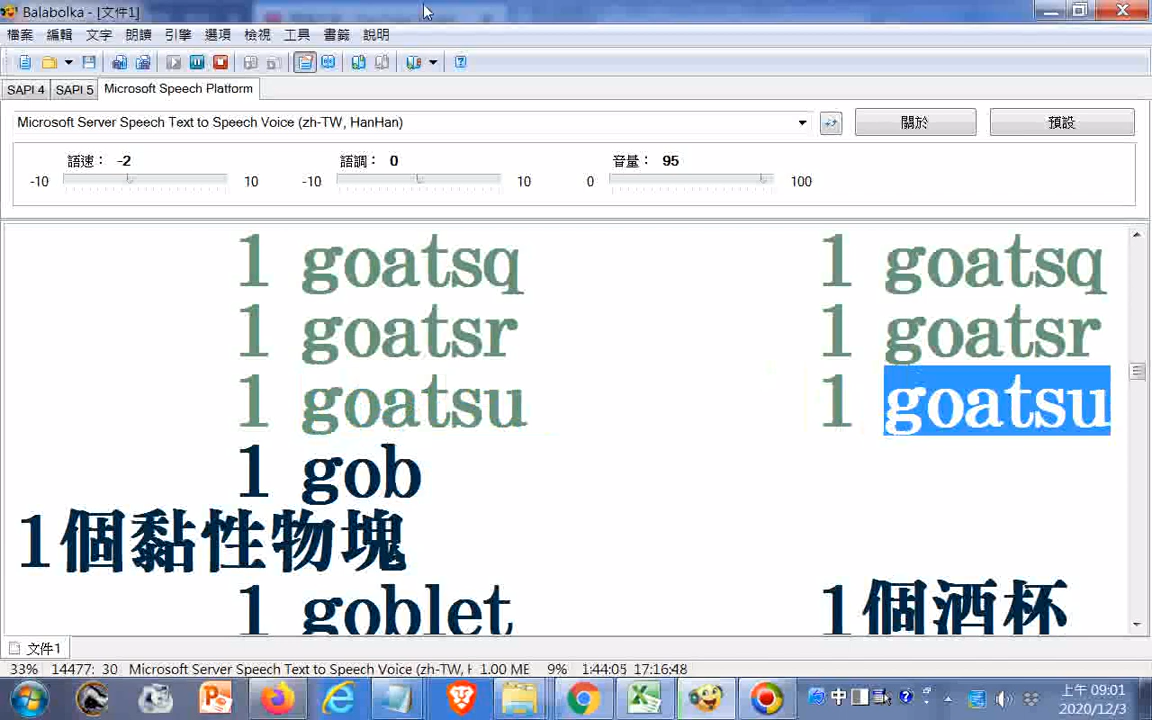 Balabolka - [文件1]
檔案 編輯 文字 朗讀 引擎 選項 檢視 工具 書籤 說明
SAPI 4 SAPI 5 Microsoft Speech Platform
Microsoft Server Speech Text to Speech Voice (zh-TW, HanHan) 關於 預設
語速： -2 語調： 0 音量： 95
-10 10 -10 10 0 100
1 goatsq 1 goatsq
1 goatsr 1 goatsr
1 goatsu 1 goatsu
1 gob
1個黏性物塊
1 goblet 1個酒杯
文件1
33% 14477: 30 Microsoft Server Speech Text to Speech Voice (zh-TW, H 1.00 ME 9% 1:44:05 17:16:48
中 上午 09:01
2020/12/3